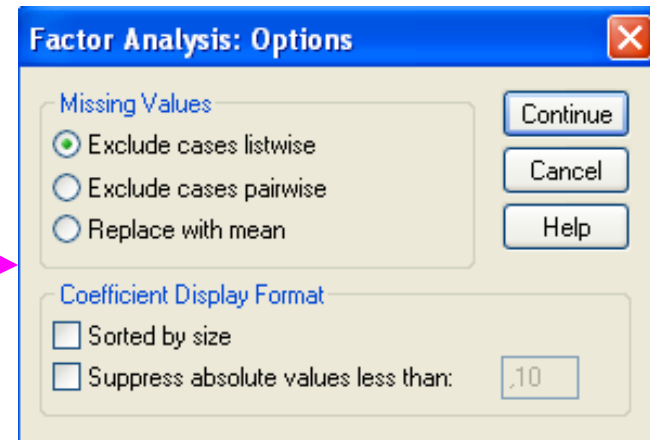 Factor Analysis: Options
Missing Values
Exclude cases listwise
Exclude cases pairwise
Replace with mean
Continue
Cancel
Help
Coefficient Display Format
Sorted by size
Suppress absolute values less than: ,10